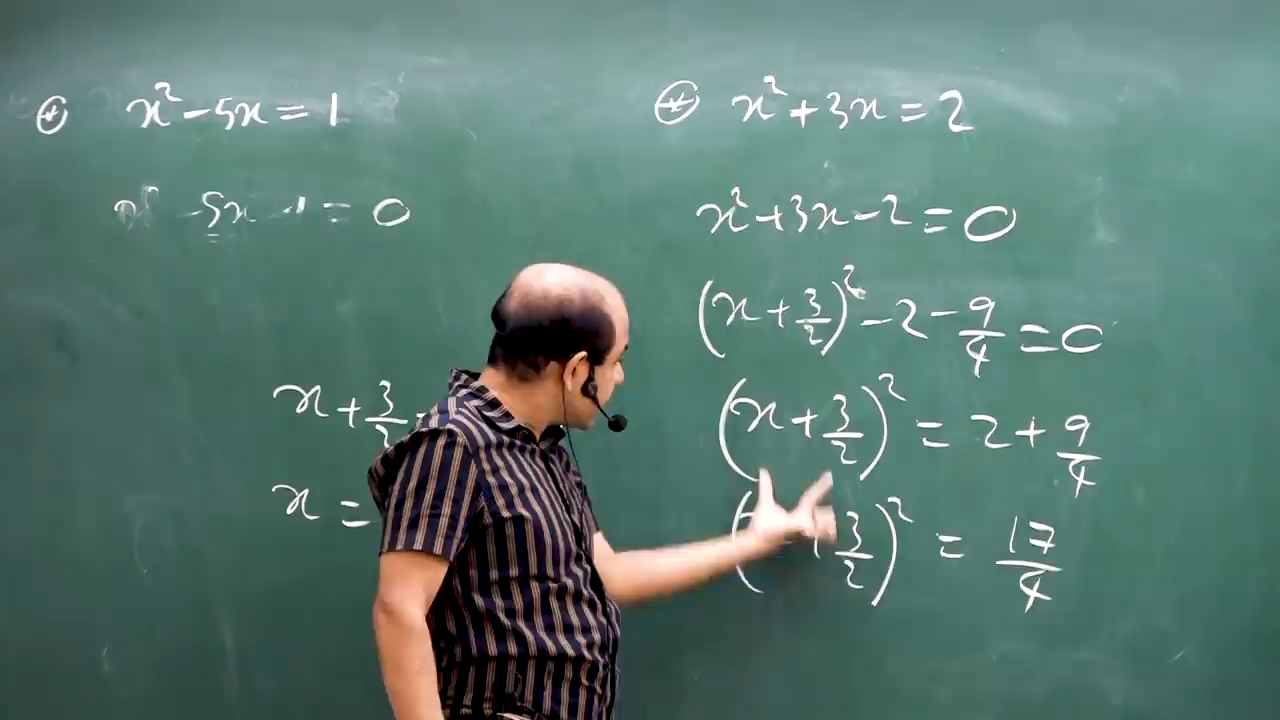 ⊛ x² - 5x = 1
x² - 5x - 1 = 0
x + 3/2
x =
⊛ x² + 3x = 2
x² + 3x - 2 = 0
(x + 3/2)² - 2 - 9/4 = 0
(x + 3/2)² = 2 + 9/4
( 3/2)² = 17/4